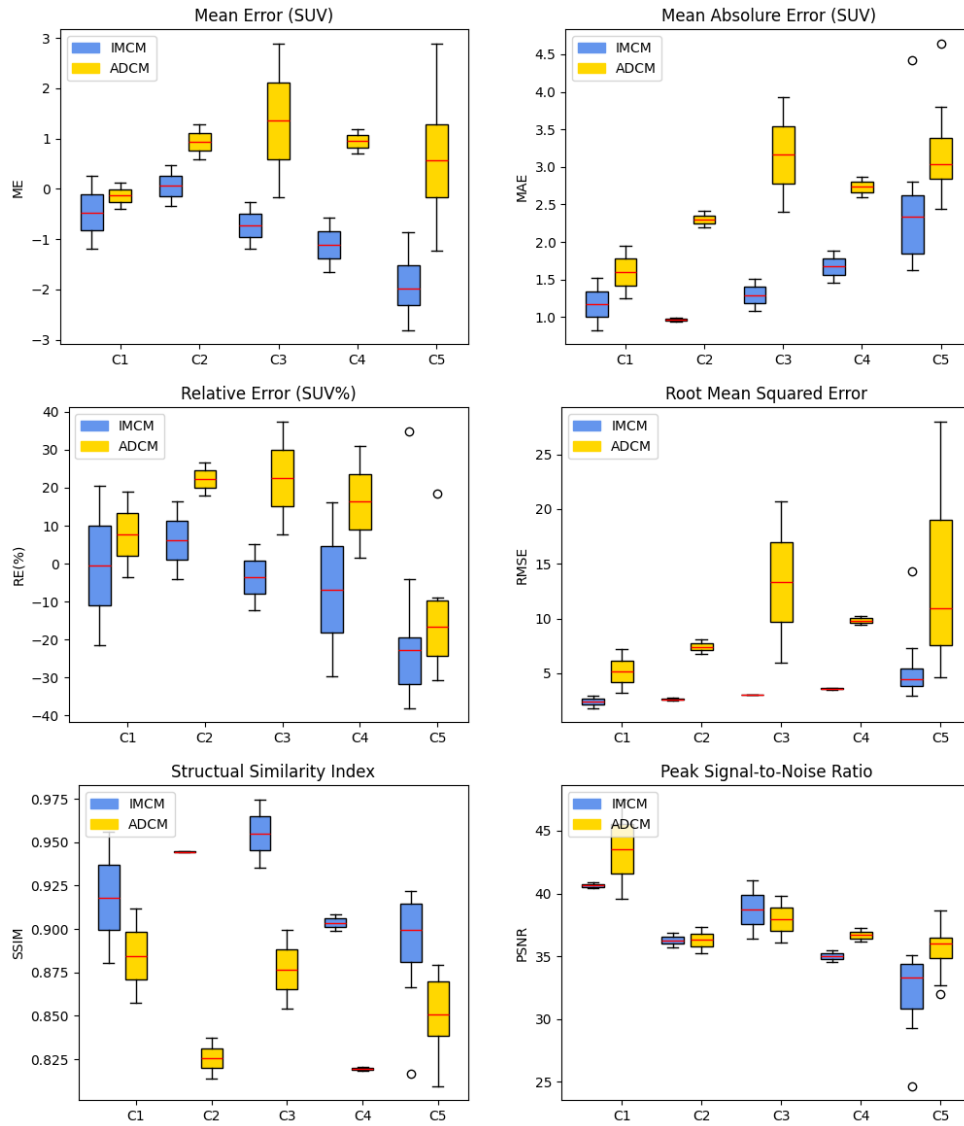 Mean Error (SUV)
ME
3
2
1
0
−1
−2
−3
IMCM
ADCM
C1 C2 C3 C4 C5
Mean Absolure Error (SUV)
MAE
4.5
4.0
3.5
3.0
2.5
2.0
1.5
1.0
IMCM
ADCM
C1 C2 C3 C4 C5
Relative Error (SUV%)
RE(%)
40
30
20
10
0
−10
−20
−30
−40
IMCM
ADCM
C1 C2 C3 C4 C5
Root Mean Squared Error
RMSE
25
20
15
10
5
IMCM
ADCM
C1 C2 C3 C4 C5
Structual Similarity Index
SSIM
0.975
0.950
0.925
0.900
0.875
0.850
0.825
IMCM
ADCM
C1 C2 C3 C4 C5
Peak Signal-to-Noise Ratio
PSNR
45
40
35
30
25
IMCM
ADCM
C1 C2 C3 C4 C5